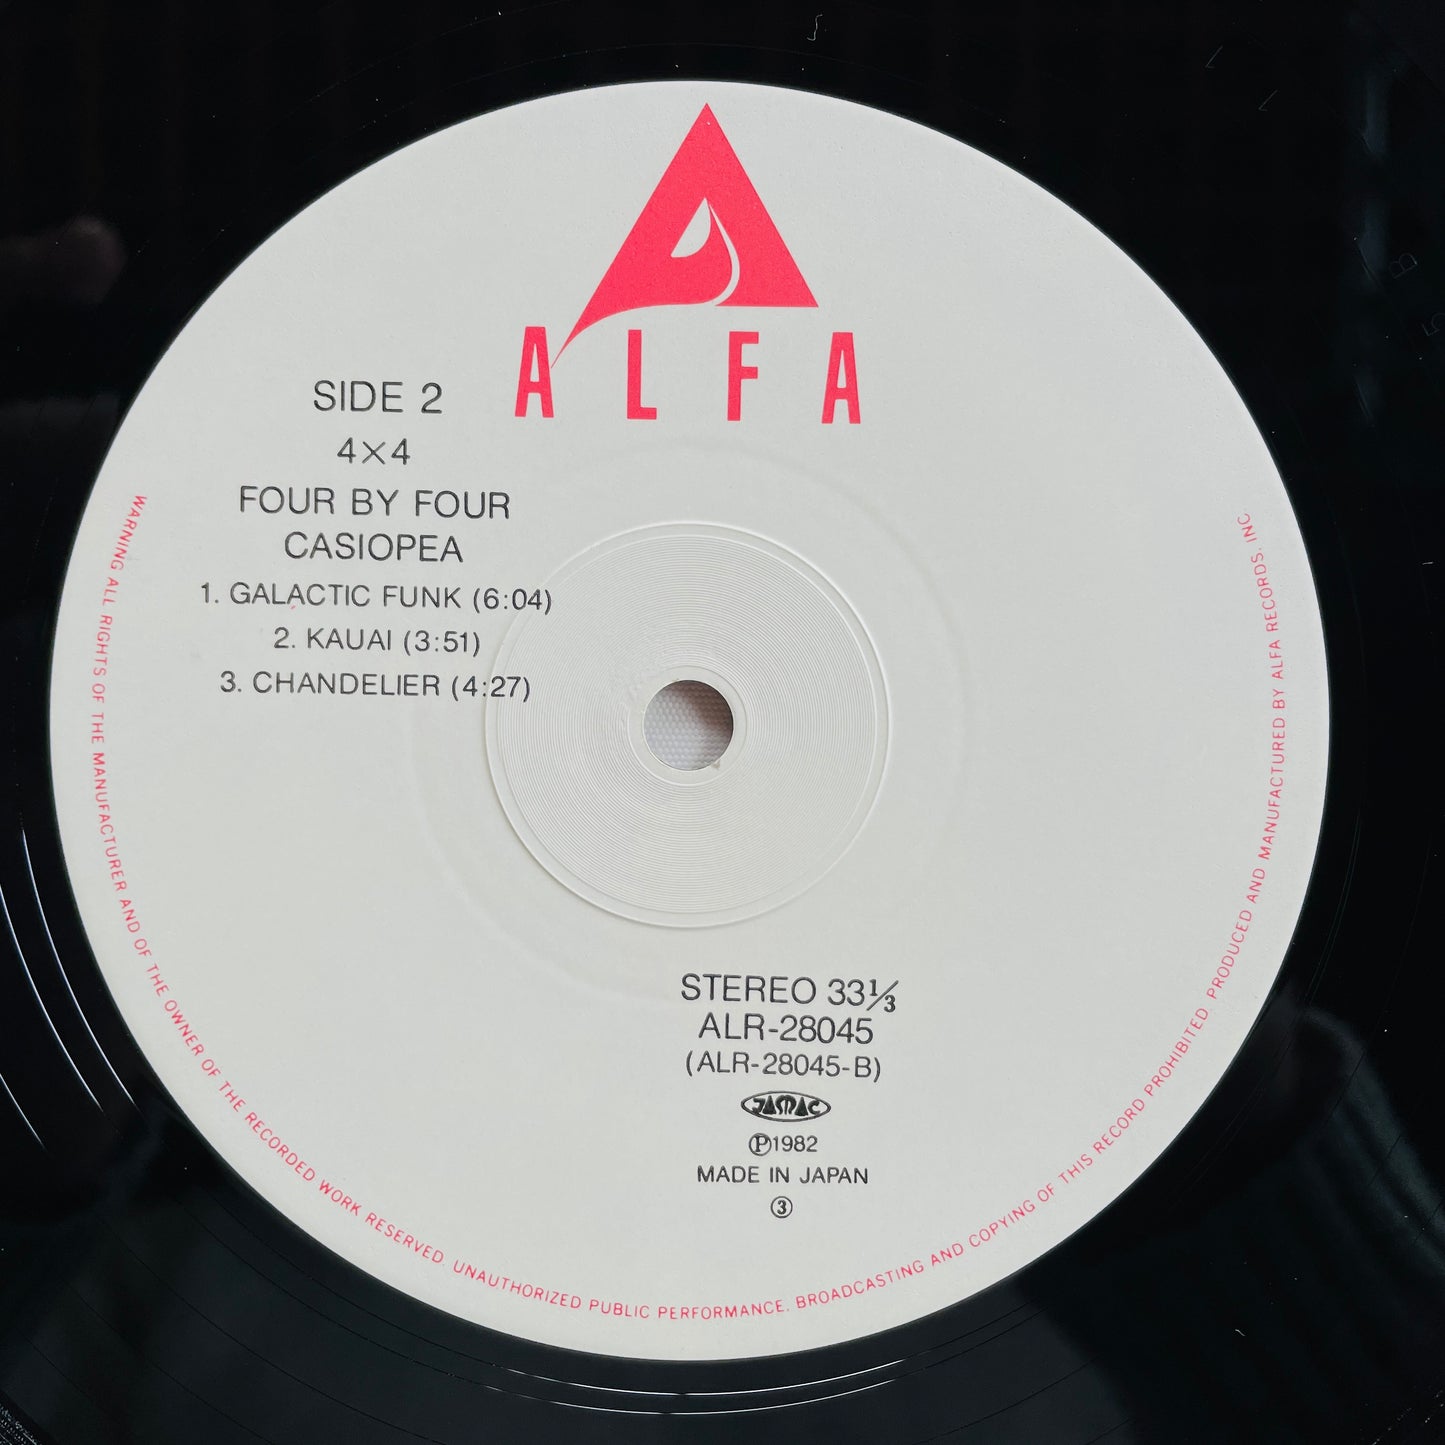 ALFA
SIDE 2
4×4
FOUR BY FOUR
CASIOPEA
1. GALACTIC FUNK (6:04)
2. KAUAI (3:51)
3. CHANDELIER (4:27)
STEREO 33⅓
ALR-28045
(ALR-28045-B)
JAMAC
Ⓟ1982
MADE IN JAPAN
③
WARNING ALL RIGHTS OF THE MANUFACTURER AND OF THE OWNER OF THE RECORDED WORK RESERVED. UNAUTHORIZED PUBLIC PERFORMANCE. BROADCASTING AND COPYING OF THIS RECORD PROHIBITED. PRODUCED AND MANUFACTURED BY ALFA RECORDS. INC